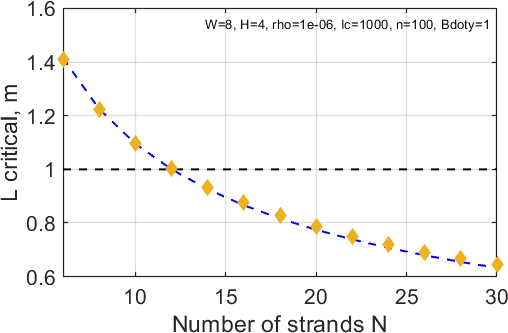 1.6
W=8, H=4, rho=1e-06, Ic=1000, n=100, Bdoty=1
1.4
1.2
1
0.8
0.6
L critical, m
10 15 20 25 30
Number of strands N